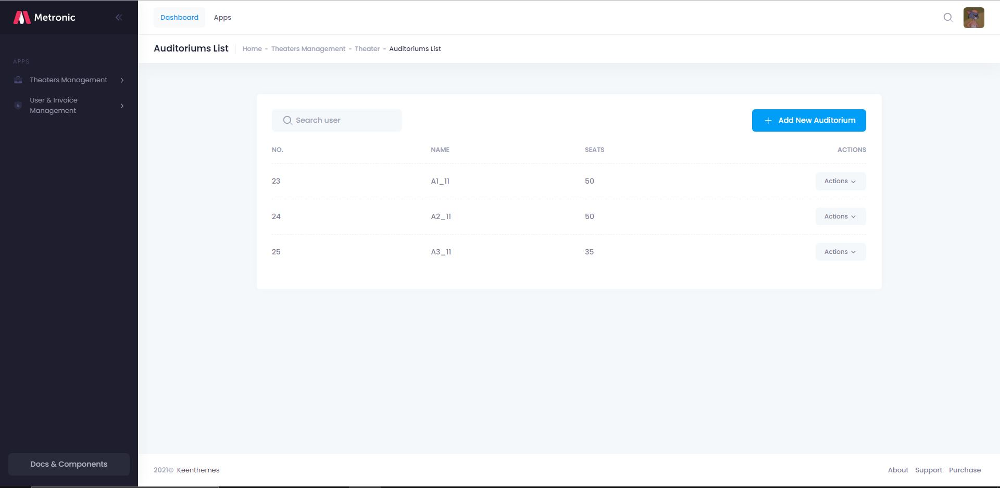 Metronic
Dashboard Apps
Auditoriums List Home - Theaters Management - Theater - Auditoriums List
APPS
Theaters Management
User & Invoice
Management
Search user
Add New Auditorium
NO. NAME SEATS ACTIONS
23 A1_11 50 Actions
24 A2_11 50 Actions
25 A3_11 35 Actions
Docs & Components
2021© Keenthemes
About Support Purchase